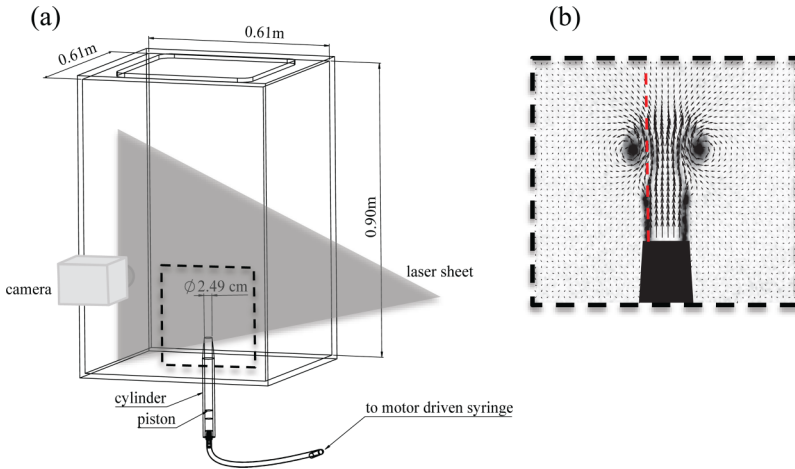 (a)
(b)
0.61m
0.61m
0.90m
laser sheet
camera
∅2.49 cm
cylinder
piston
to motor driven syringe